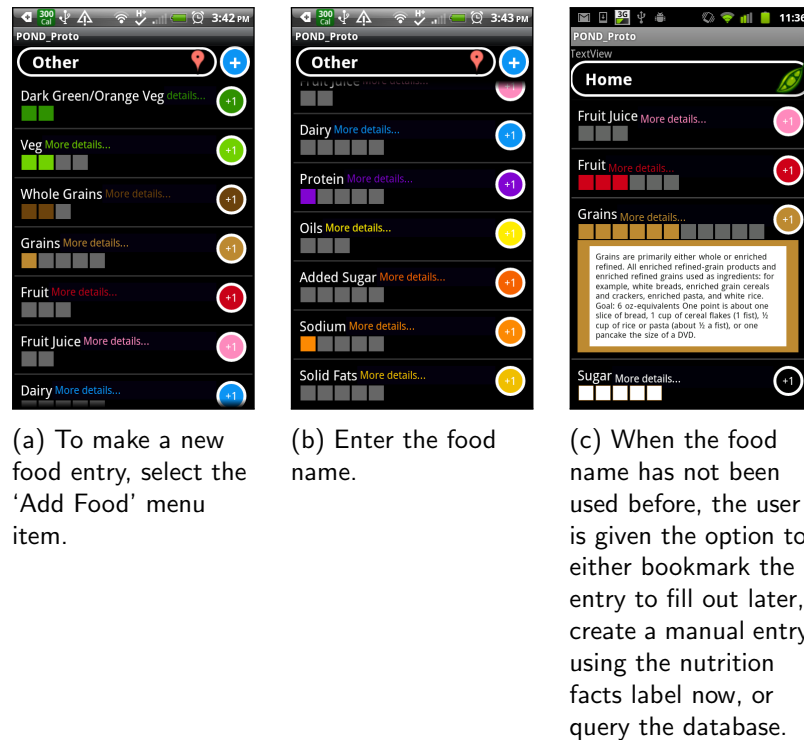 300
Cal
H+
3:42 PM
POND_Proto
Other
+
Dark Green/Orange Veg details...
+1
Veg More details...
+1
Whole Grains More details...
+1
Grains More details...
+1
Fruit More details...
+1
Fruit Juice More details...
+1
Dairy More details...
+1
300
Cal
H+
3:43 PM
POND_Proto
Other
+
Fruit Juice More details...
Dairy More details...
+1
Protein More details...
+1
Oils More details...
+1
Added Sugar More details...
+1
Sodium More details...
+1
Solid Fats More details...
+1
3G
11:36
POND_Proto
TextView
Home
Fruit Juice More details...
+1
Fruit More details...
+1
Grains More details...
+1
Grains are primarily either whole or enriched
refined. All enriched refined-grain products and
enriched refined grains used as ingredients: for
example, white breads, enriched grain cereals
and crackers, enriched pasta, and white rice.
Goal: 6 oz-equivalents One point is about one
slice of bread, 1 cup of cereal flakes (1 fist), ½
cup of rice or pasta (about ½ a fist), or one
pancake the size of a DVD.
Sugar More details...
+1
(a) To make a new
food entry, select the
‘Add Food’ menu
item.
(b) Enter the food
name.
(c) When the food
name has not been
used before, the user
is given the option to
either bookmark the
entry to fill out later,
create a manual entry
using the nutrition
facts label now, or
query the database.